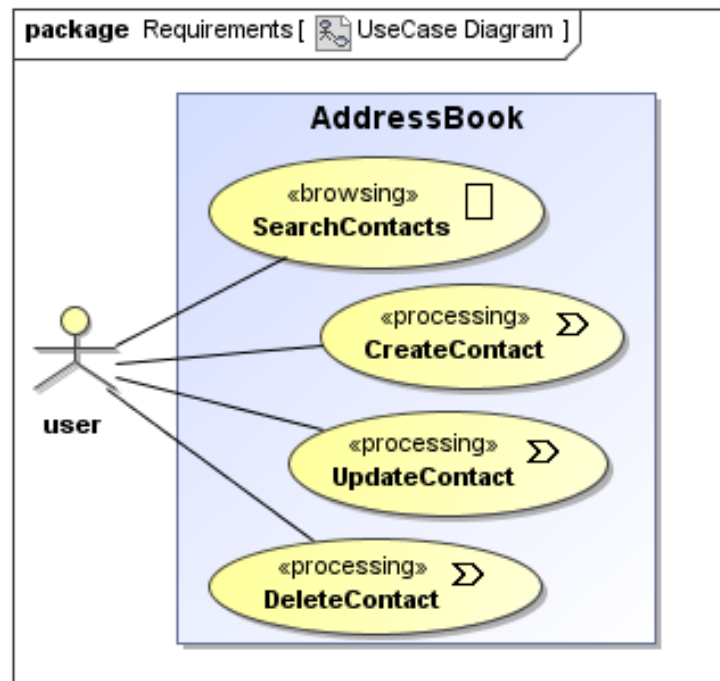 package Requirements [ UseCase Diagram ]
AddressBook
«browsing»
SearchContacts
«processing»
CreateContact
user
«processing»
UpdateContact
«processing»
DeleteContact